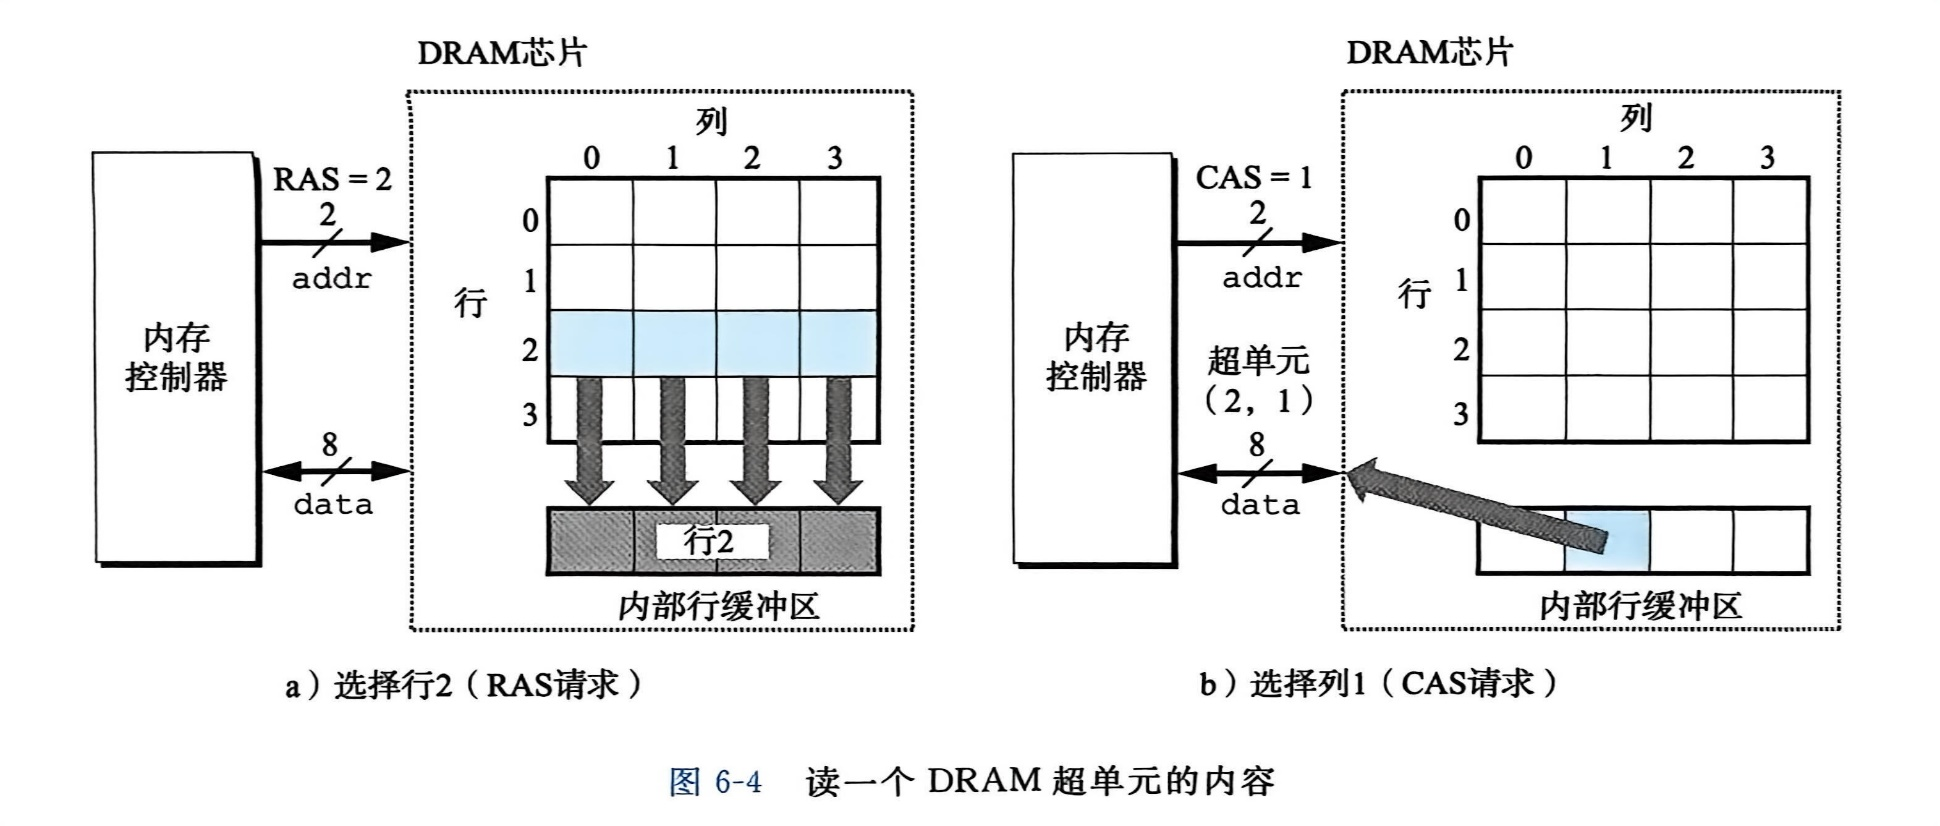 DRAM芯片
列
0 1 2 3
RAS = 2
2
addr
行
0
1
2
3
内存
控制器
8
data
行2
内部行缓冲区
a）选择行2（RAS请求）
DRAM芯片
列
0 1 2 3
CAS = 1
2
addr
行
0
1
2
3
内存
控制器
超单元
（2，1）
8
data
内部行缓冲区
b）选择列1（CAS请求）
图 6-4 读一个 DRAM 超单元的内容